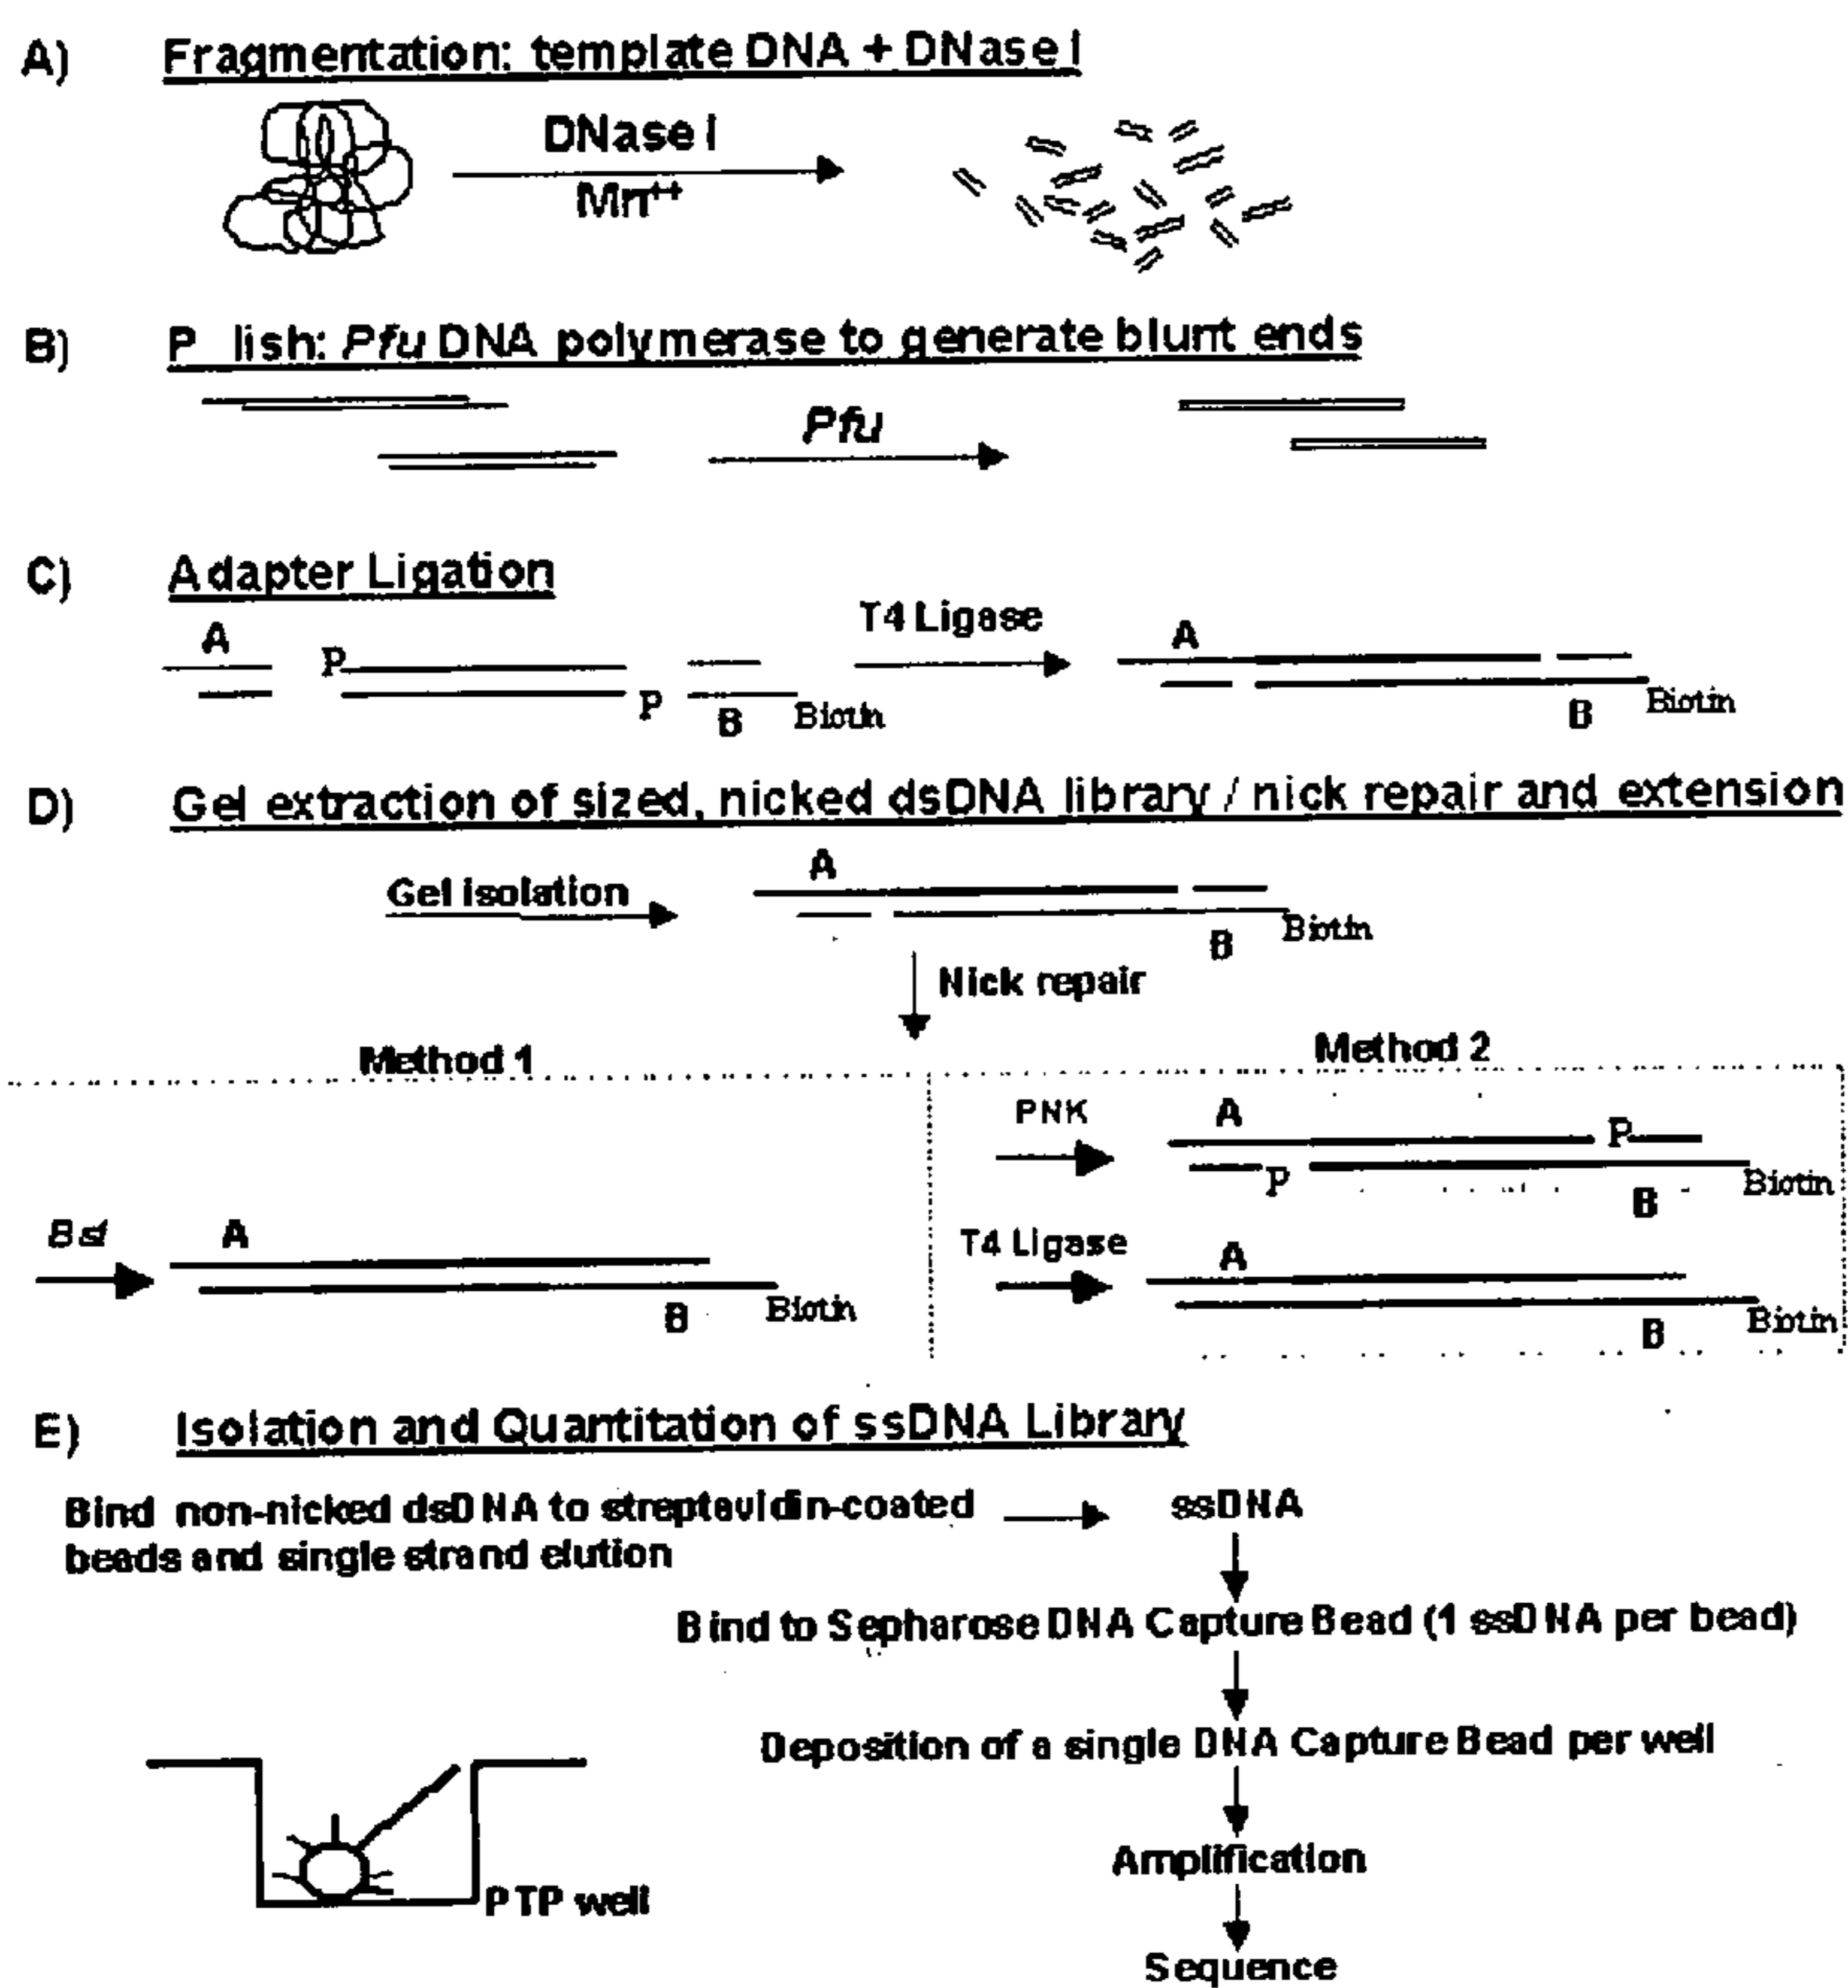 A) Fragmentation: template DNA + DNase I
DNase I
Mn++
B) P lish: Pfu DNA polymerase to generate blunt ends
Pfu
C) Adapter Ligation
T4 Ligase
A
P
P
B
Biotin
A
B
Biotin
D) Gel extraction of sized, nicked dsDNA library / nick repair and extension
Gel isolation
A
B
Biotin
Nick repair
Method 1
Method 2
PNK
A
P
P
B
Biotin
Bst
A
B
Biotin
T4 Ligase
A
B
Biotin
E) Isolation and Quantitation of ssDNA Library
Bind non-nicked dsDNA to streptavidin-coated
beads and single strand elution
ssDNA
Bind to Sepharose DNA Capture Bead (1 ssDNA per bead)
Deposition of a single DNA Capture Bead per well
Amplification
PTP well
Sequence